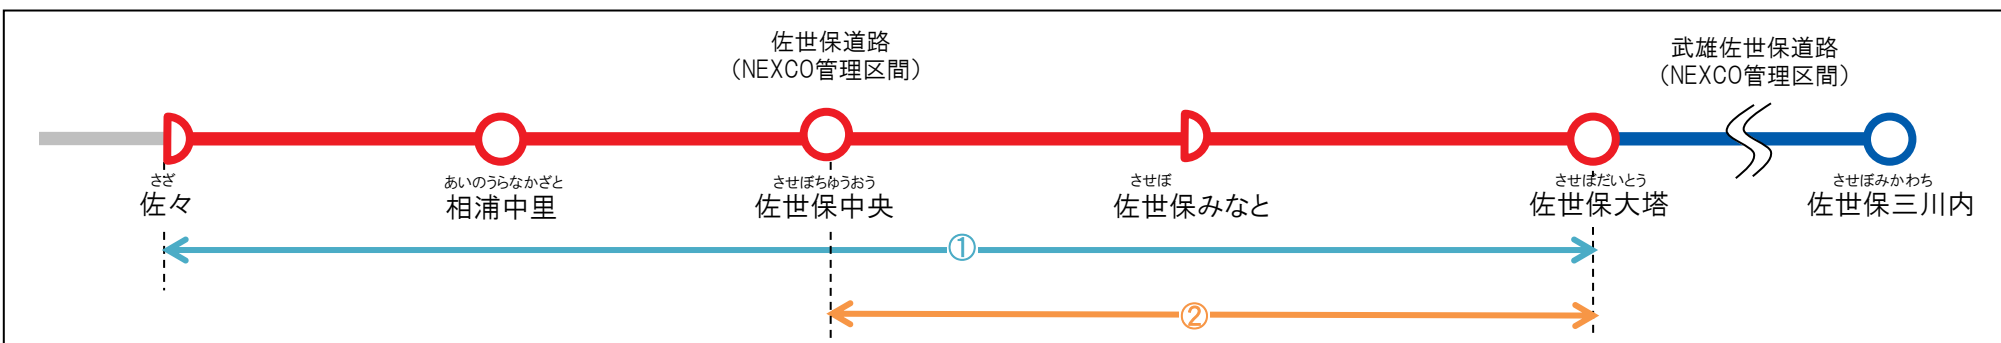 佐世保道路
（NEXCO管理区間）
武雄佐世保道路
（NEXCO管理区間）
ささ゛
佐々
あいのうらなかざと
相浦中里
させぼちゅうおう
佐世保中央
させぼ
佐世保みなと
させぼだいとう
佐世保大塔
させぼみかわち
佐世保三川内
①
②